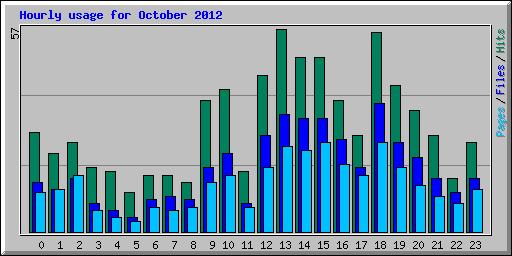 Hourly usage for October 2012
57
Pages / Files / Hits
0 1 2 3 4 5 6 7 8 9 10 11 12 13 14 15 16 17 18 19 20 21 22 23